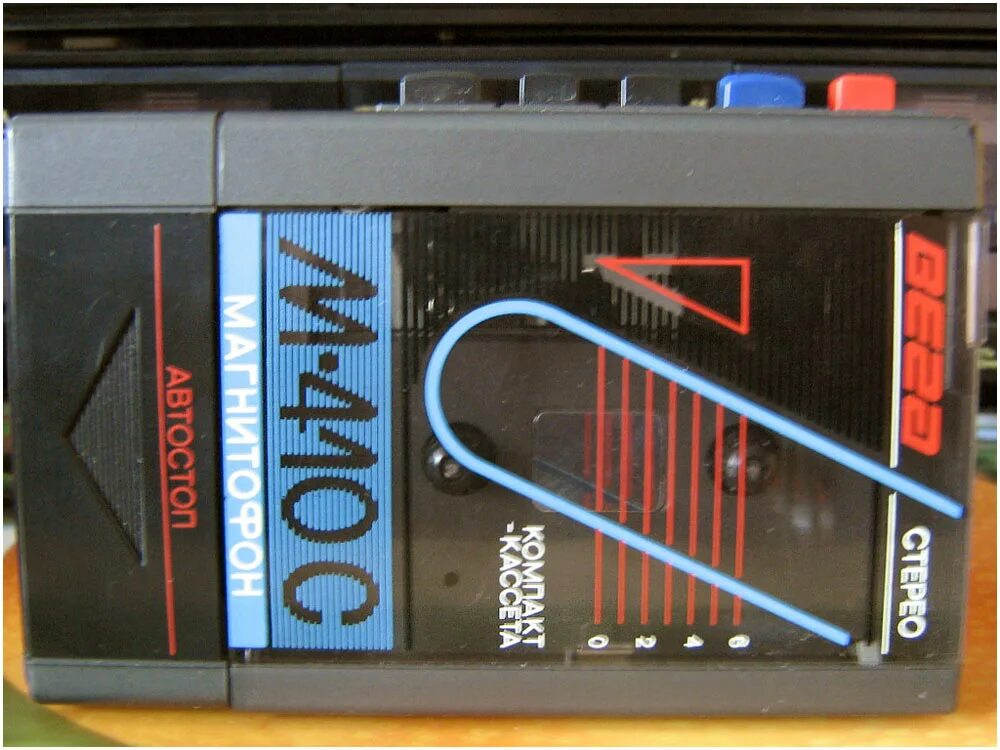 ВЕГА
СТЕРЕО
6
4
2
0
КОМПАКТ
-КАССЕТА
М·410С
МАГНИТОФОН
АВТОСТОП